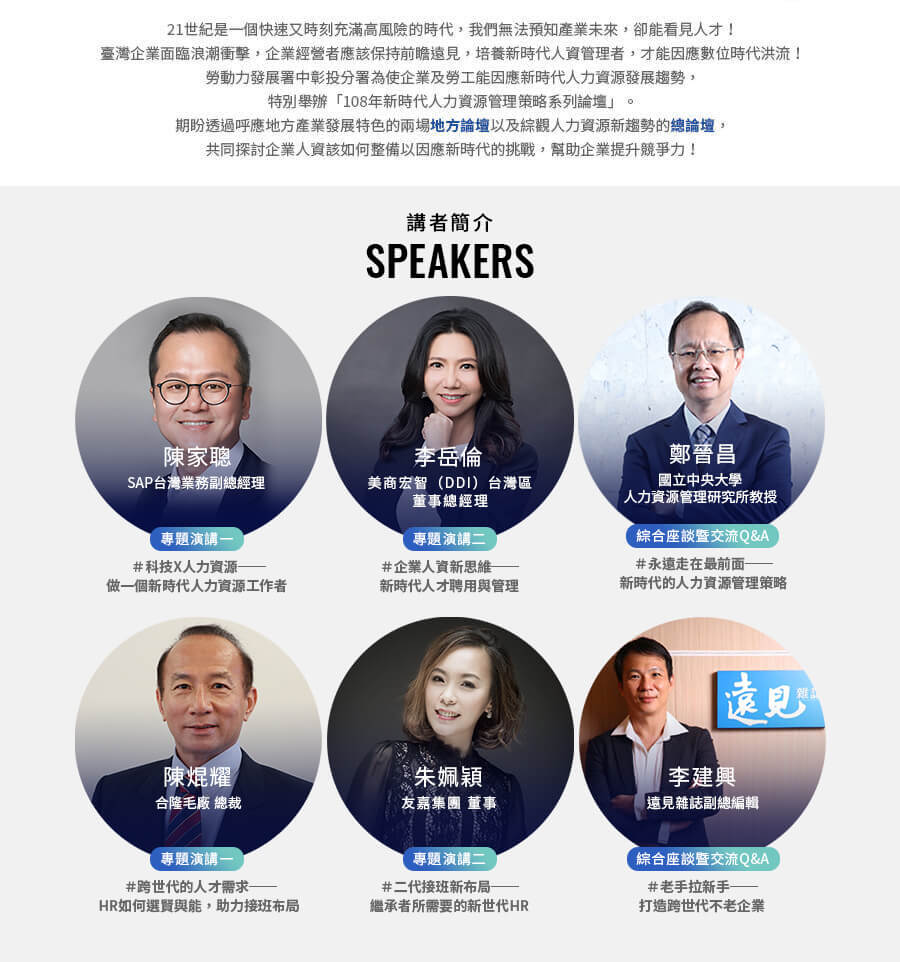 21世紀是一個快速又時刻充滿高風險的時代，我們無法預知產業未來，卻能看見人才！
臺灣企業面臨浪潮衝擊，企業經營者應該保持前瞻遠見，培養新時代人資管理者，才能因應數位時代洪流！
勞動力發展署中彰投分署為使企業及勞工能因應新時代人力資源發展趨勢，
特別舉辦「108年新時代人力資源管理策略系列論壇」。
期盼透過呼應地方產業發展特色的兩場地方論壇以及綜觀人力資源新趨勢的總論壇，
共同探討企業人資該如何整備以因應新時代的挑戰，幫助企業提升競爭力！
講者簡介
SPEAKERS
陳家聰
SAP台灣業務副總經理
專題演講一
＃科技X人力資源——
做一個新時代人力資源工作者
李岳倫
美商宏智（DDI）台灣區
董事總經理
專題演講二
＃企業人資新思維——
新時代人才聘用與管理
鄭晉昌
國立中央大學
人力資源管理研究所教授
綜合座談暨交流Q&A
＃永遠走在最前面——
新時代的人力資源管理策略
陳焜耀
合隆毛廠 總裁
專題演講一
＃跨世代的人才需求——
HR如何選賢與能，助力接班布局
朱姵穎
友嘉集團 董事
專題演講二
＃二代接班新布局——
繼承者所需要的新世代HR
遠見雜誌
李建興
遠見雜誌副總編輯
綜合座談暨交流Q&A
＃老手拉新手——
打造跨世代不老企業